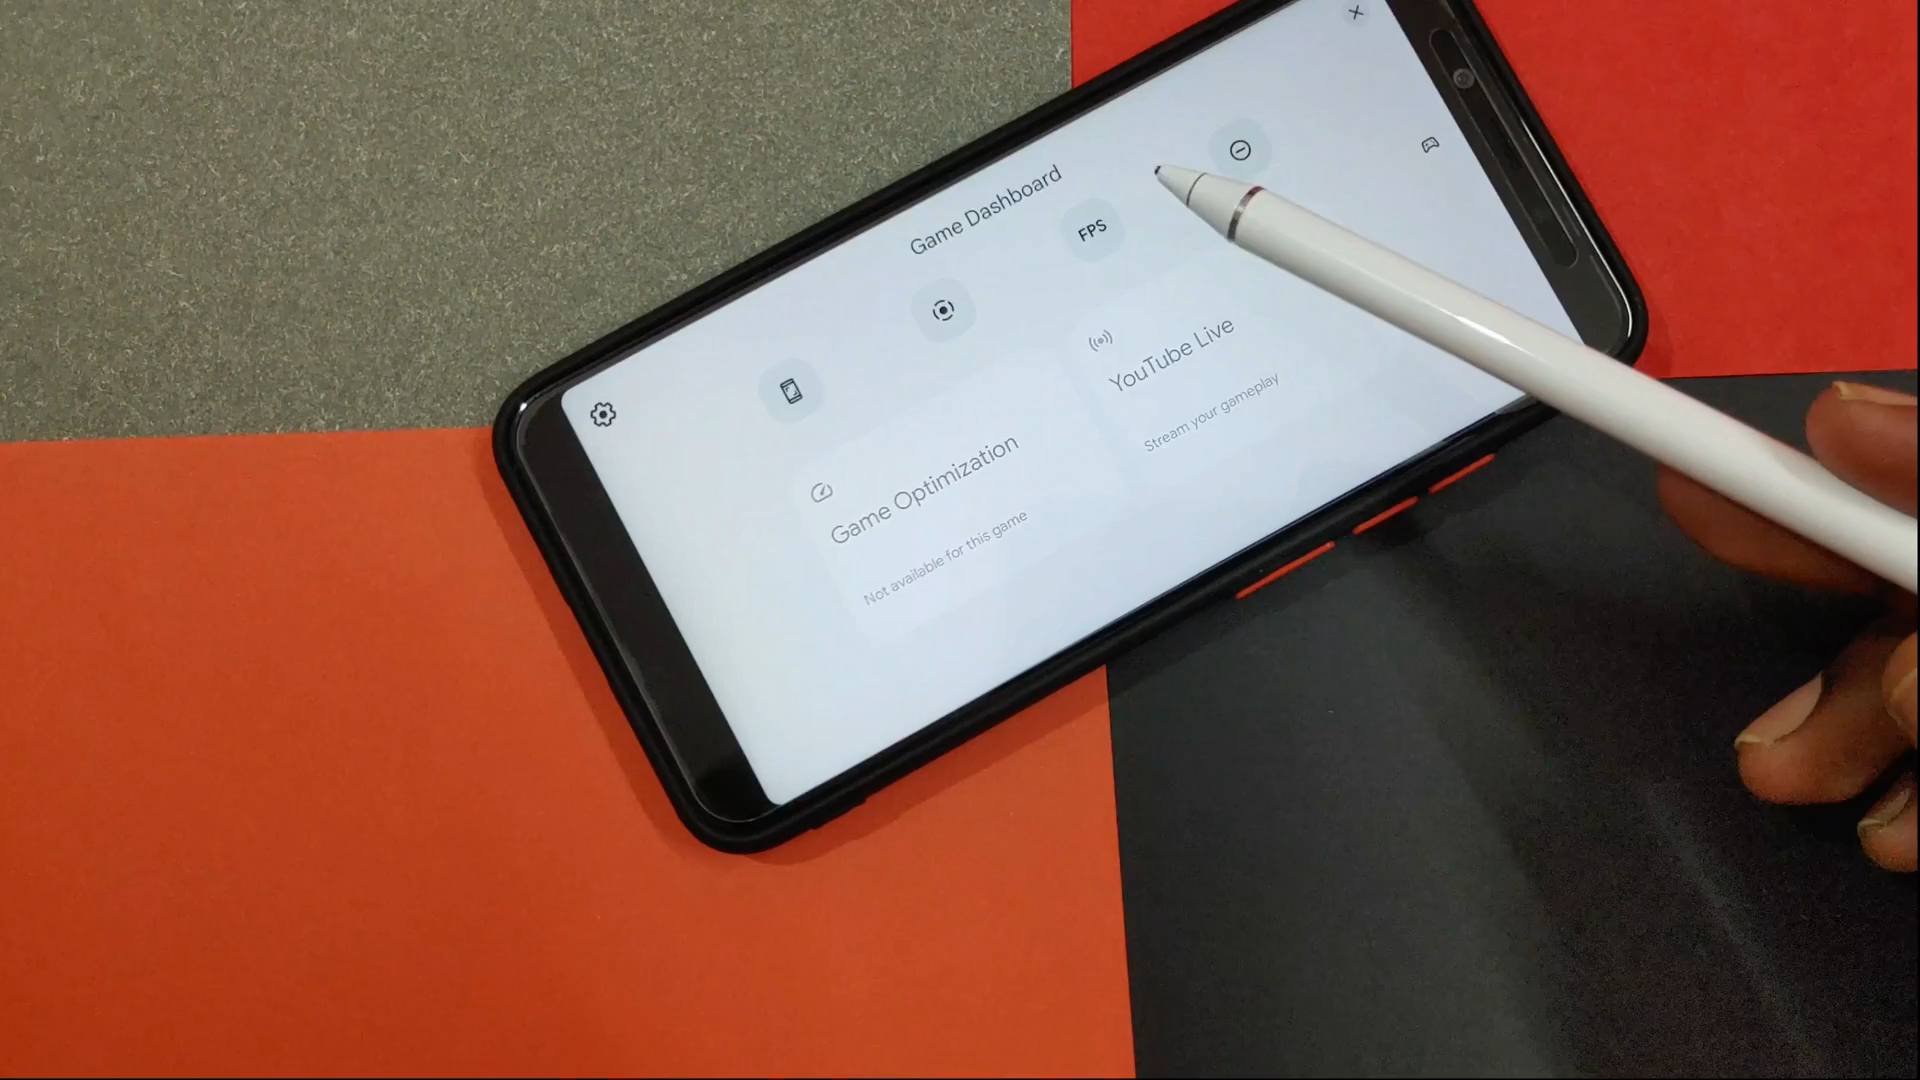 Game Dashboard
FPS
Game Optimization
Not available for this game
YouTube Live
Stream your gameplay